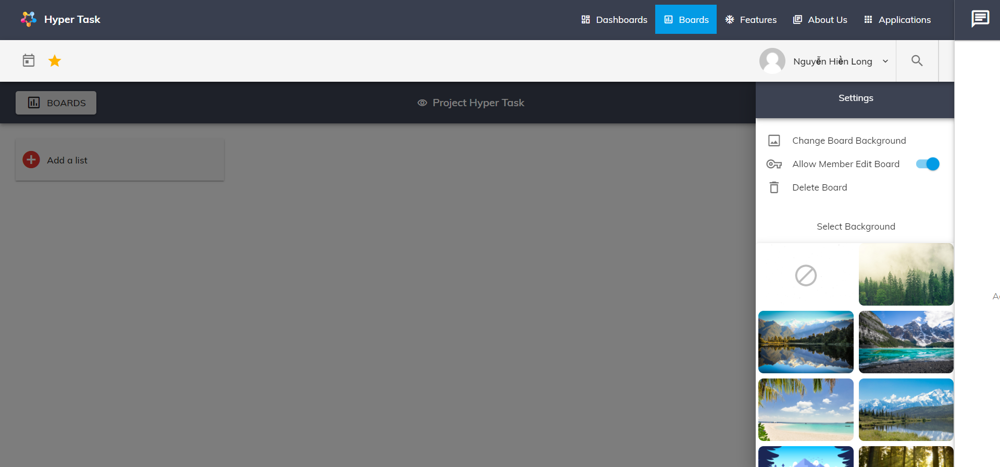 Hyper Task
Dashboards
Boards
Features
About Us
Applications
Nguyễn Hiền Long
BOARDS
Project Hyper Task
Settings
Add a list
Change Board Background
Allow Member Edit Board
Delete Board
Select Background